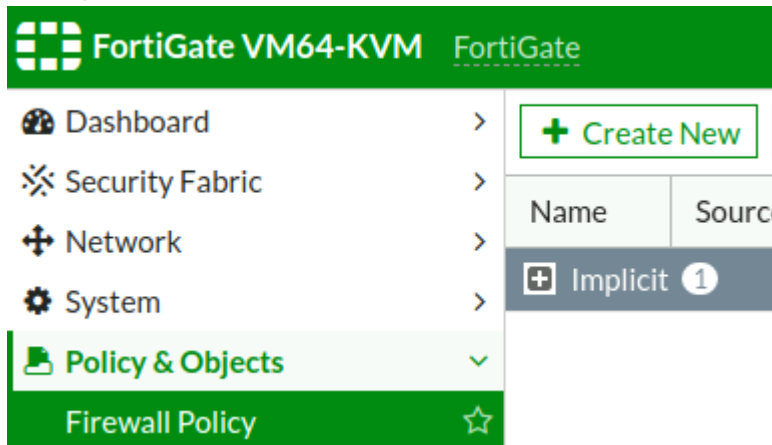 FortiGate VM64-KVM FortiGate
Dashboard
Create New
Security Fabric
Name
Network
Implicit 1
System
Policy & Objects
Firewall Policy